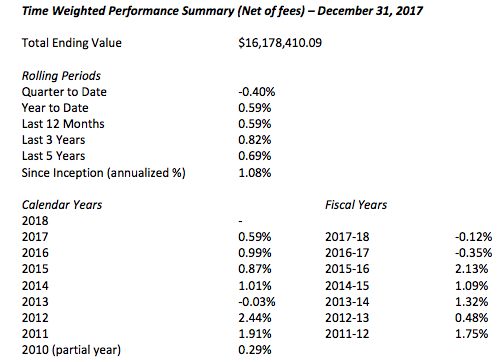 Time Weighted Performance Summary (Net of fees) – December 31, 2017
Total Ending Value $16,178,410.09
Rolling Periods
Quarter to Date -0.40%
Year to Date 0.59%
Last 12 Months 0.59%
Last 3 Years 0.82%
Last 5 Years 0.69%
Since Inception (annualized %) 1.08%
Calendar Years Fiscal Years
2018 -
2017 0.59% 2017-18 -0.12%
2016 0.99% 2016-17 -0.35%
2015 0.87% 2015-16 2.13%
2014 1.01% 2014-15 1.09%
2013 -0.03% 2013-14 1.32%
2012 2.44% 2012-13 0.48%
2011 1.91% 2011-12 1.75%
2010 (partial year) 0.29%